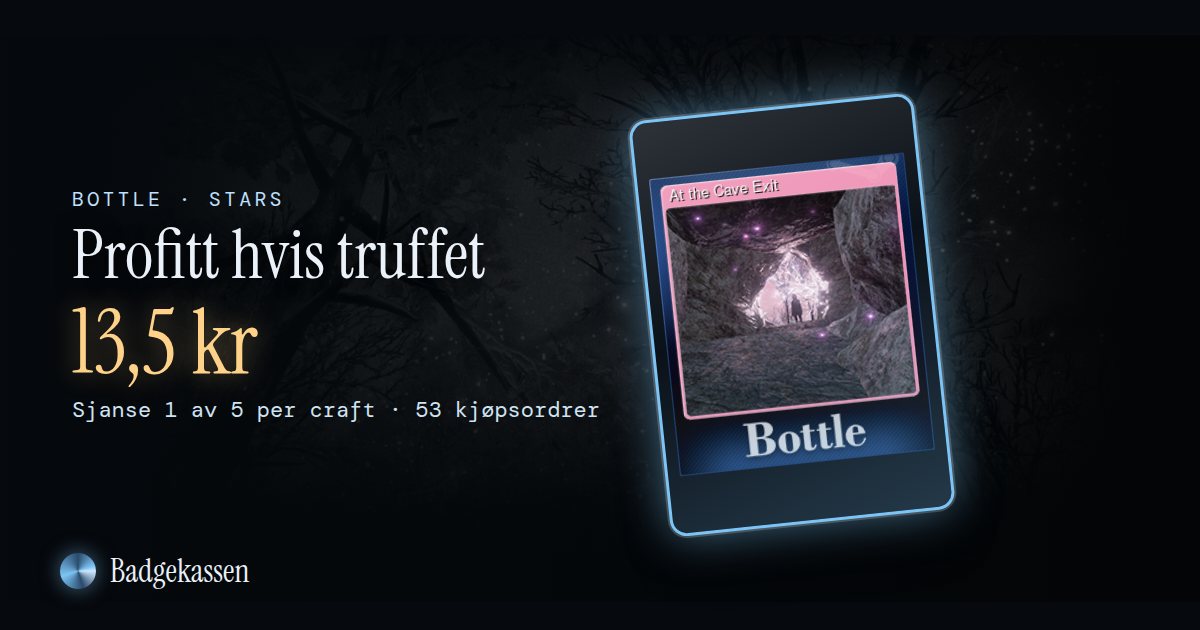 BOTTLE · STARS
Profitt hvis truffet
13,5 kr
Sjanse 1 av 5 per craft · 53 kjøpsordrer
At the Cave Exit
Bottle
Badgekassen